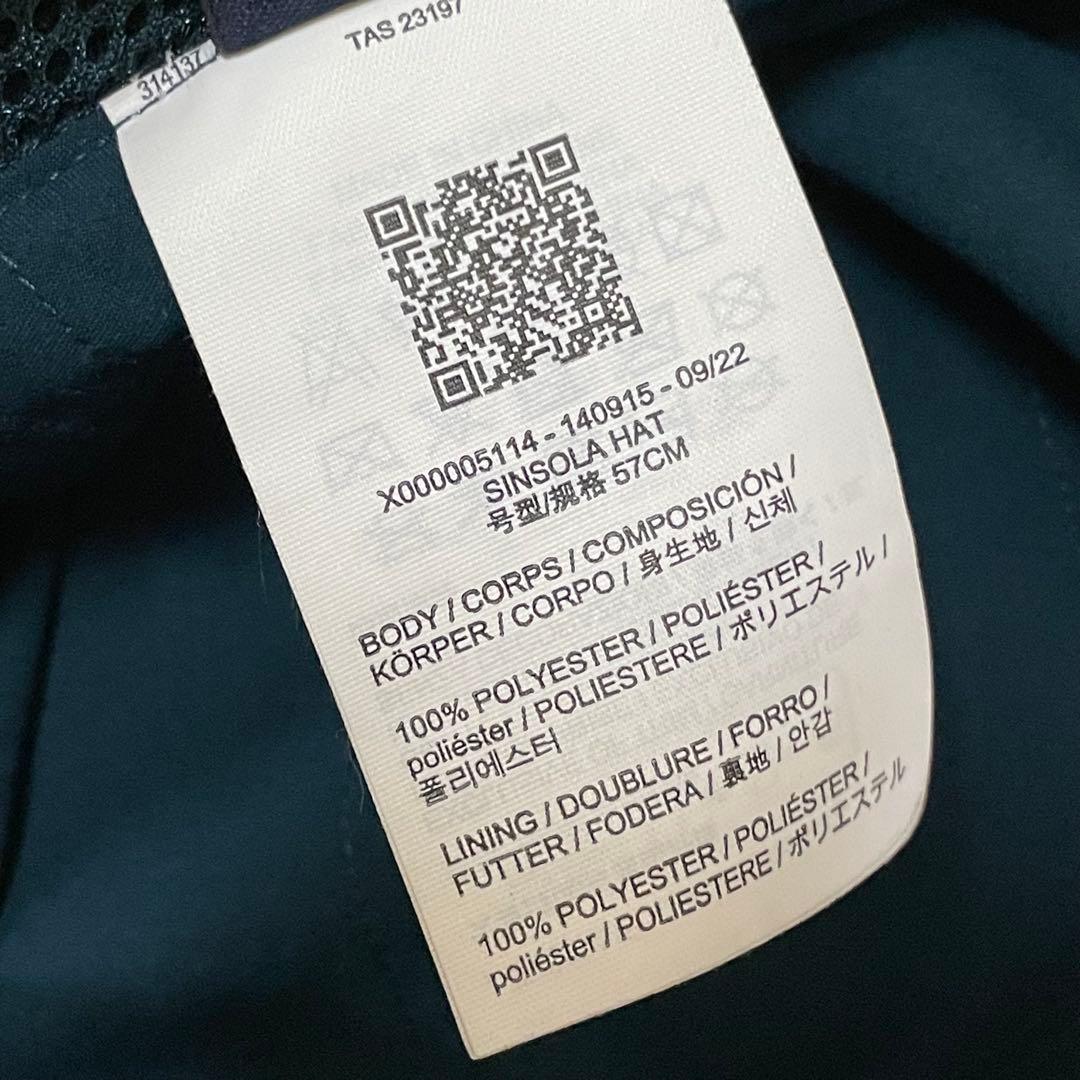 TAS 23197
314137
X000005114 - 140915 - 09/22
SINSOLA HAT
号型/规格 57CM
BODY / CORPS / COMPOSICIÓN /
KÖRPER / CORPO / 身生地 / 신체
100% POLYESTER / POLIÉSTER /
poliéster / POLIESTERE / ポリエステル /
폴리에스터
LINING / DOUBLURE / FORRO /
FUTTER / FODERA / 裏地 / 안감
100% POLYESTER / POLIÉSTER /
poliéster / POLIESTERE / ポリエステル